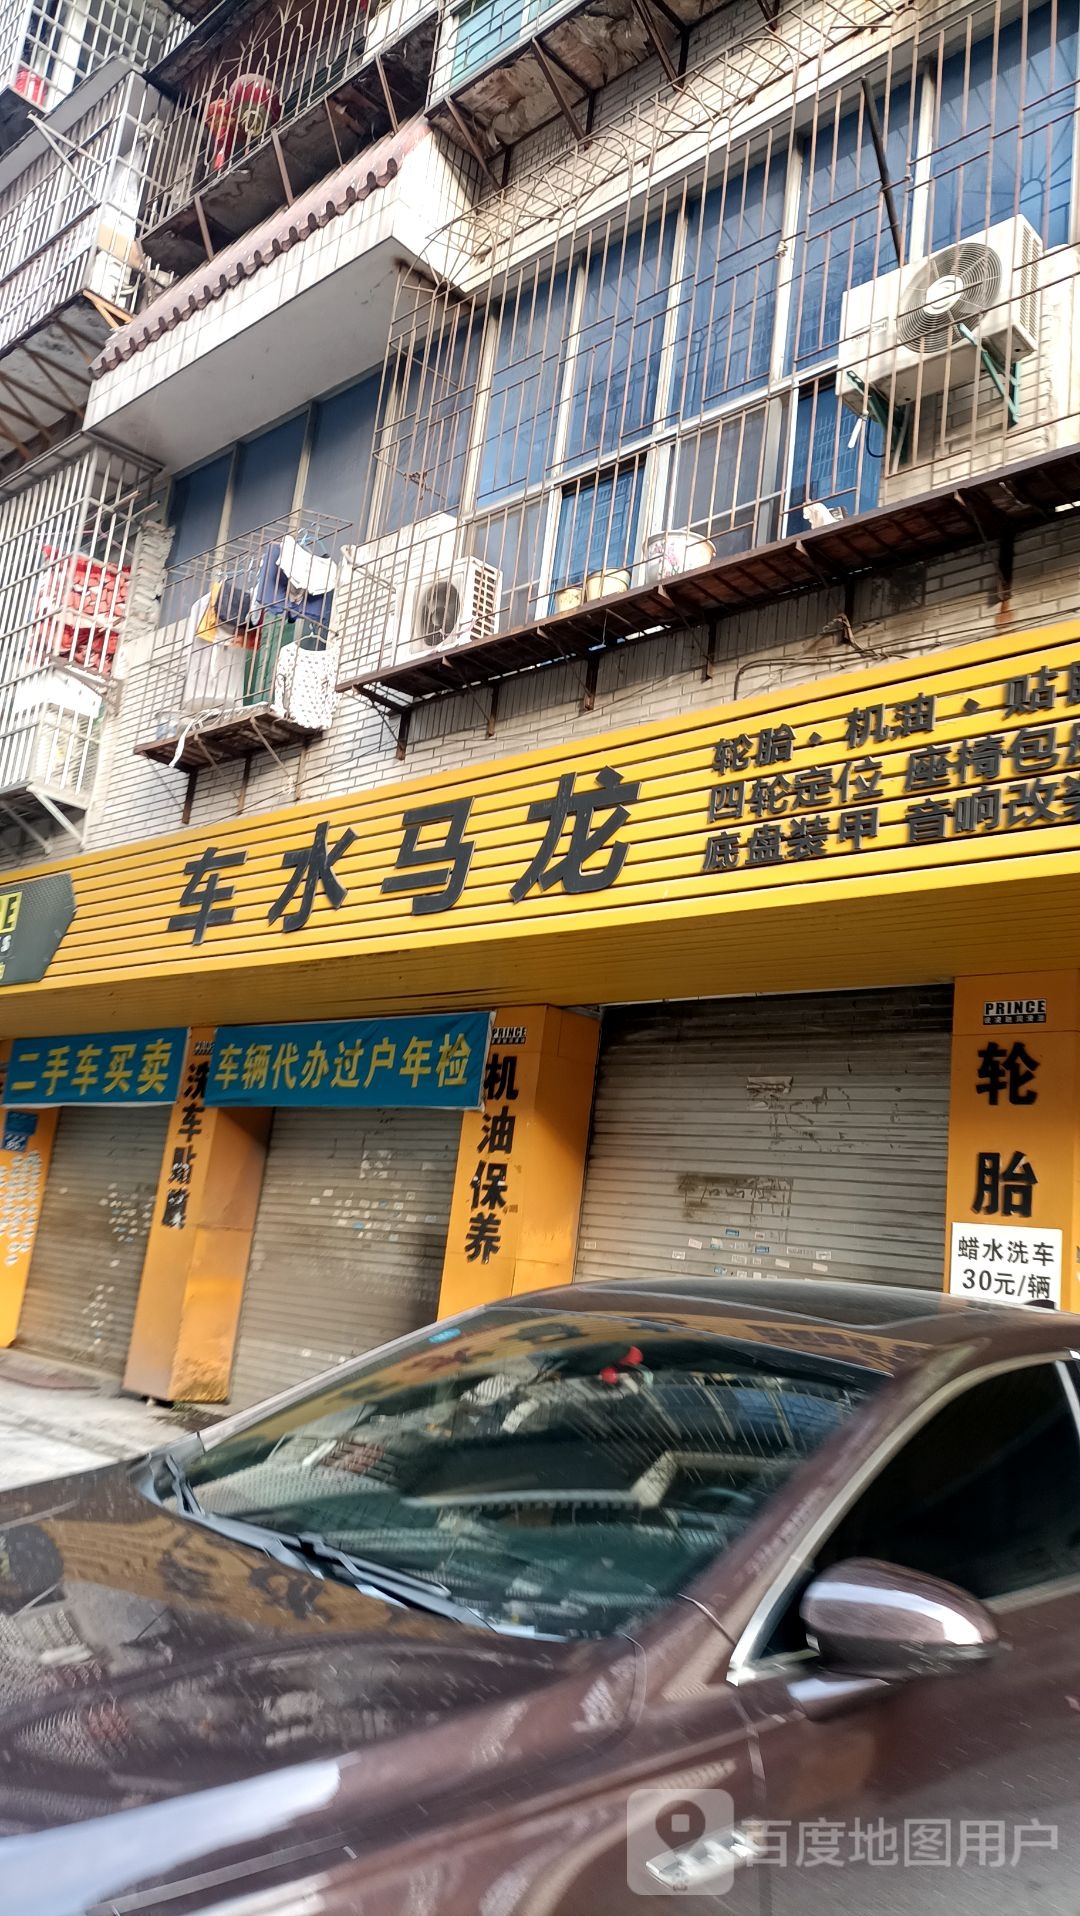 车水马龙
轮胎·机油·贴
四轮定位 座椅包
底盘装甲 音响改装
二手车买卖
车辆代办过户年检
洗车贴膜
PRINCE
机油保养
PRINCE
轮胎
蜡水洗车
30元/辆
百度地图用户